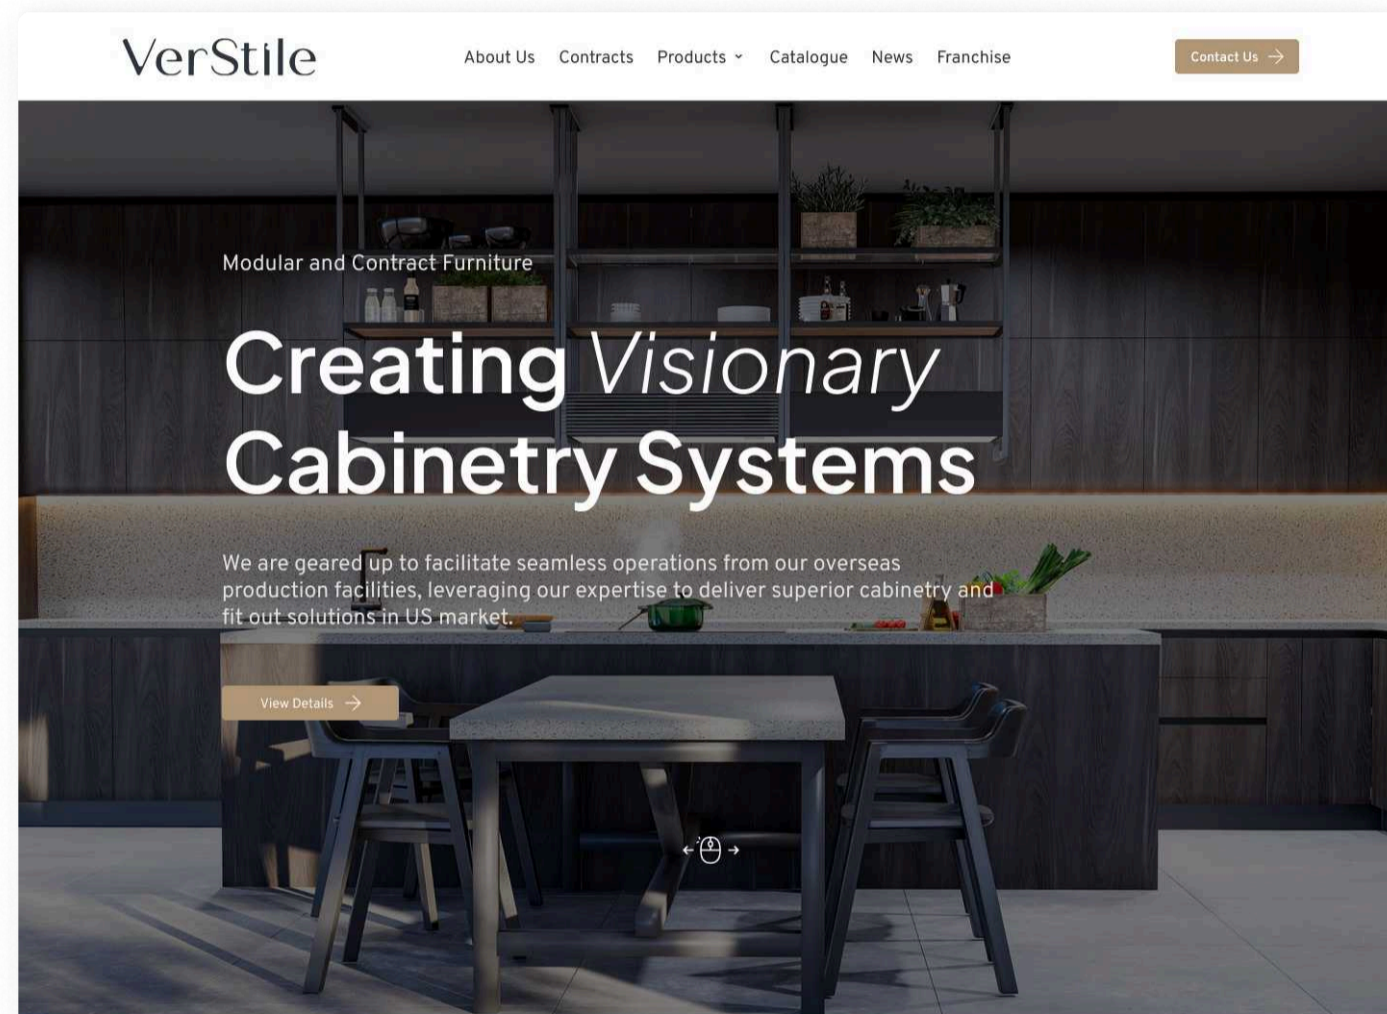 VerStile
About Us Contracts Products Catalogue News Franchise
Contact Us
Modular and Contract Furniture
Creating Visionary
Cabinetry Systems
We are geared up to facilitate seamless operations from our overseas
production facilities, leveraging our expertise to deliver superior cabinetry and
fit out solutions in US market.
View Details